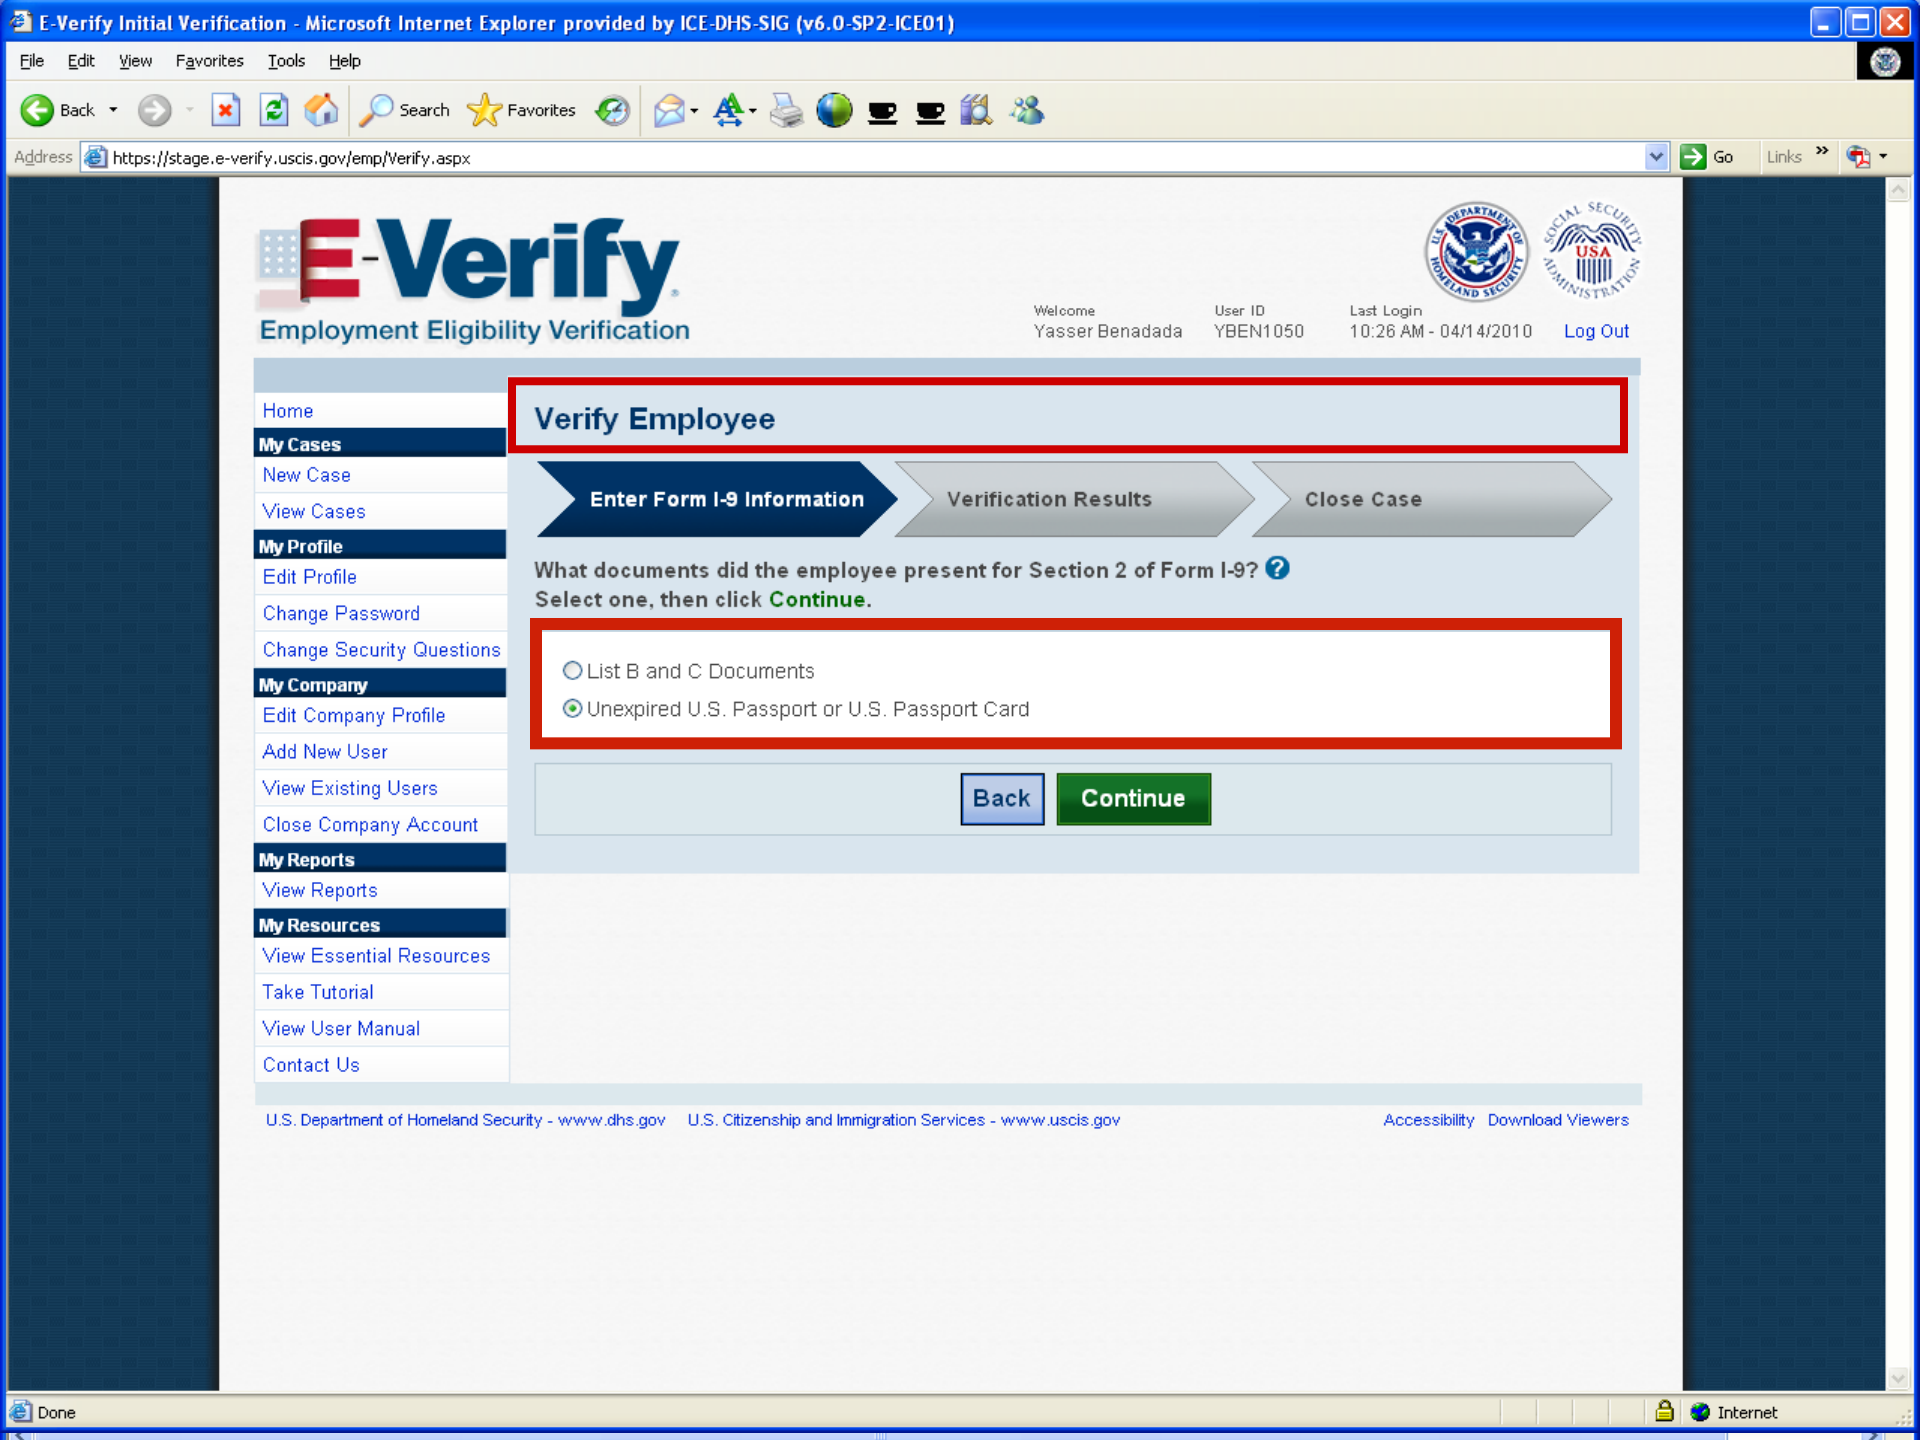 E-Verify Initial Verification - Microsoft Internet Explorer provided by ICE-DHS-SIG (v6.0-SP2-ICE01)
File Edit View Favorites Tools Help
Back Search Favorites
Address https://stage.e-verify.uscis.gov/emp/Verify.aspx Go Links »
E-Verify
Employment Eligibility Verification
U.S. DEPARTMENT OF HOMELAND SECURITY
SOCIAL SECURITY ADMINISTRATION
USA
Welcome User ID Last Login
Yasser Benadada YBEN1050 10:26 AM - 04/14/2010 Log Out
Home
My Cases
New Case
View Cases
My Profile
Edit Profile
Change Password
Change Security Questions
My Company
Edit Company Profile
Add New User
View Existing Users
Close Company Account
My Reports
View Reports
My Resources
View Essential Resources
Take Tutorial
View User Manual
Contact Us
Verify Employee
Enter Form I-9 Information Verification Results Close Case
What documents did the employee present for Section 2 of Form I-9? ?
Select one, then click Continue.
List B and C Documents
Unexpired U.S. Passport or U.S. Passport Card
Back Continue
U.S. Department of Homeland Security - www.dhs.gov U.S. Citizenship and Immigration Services - www.uscis.gov Accessibility Download Viewers
Done Internet